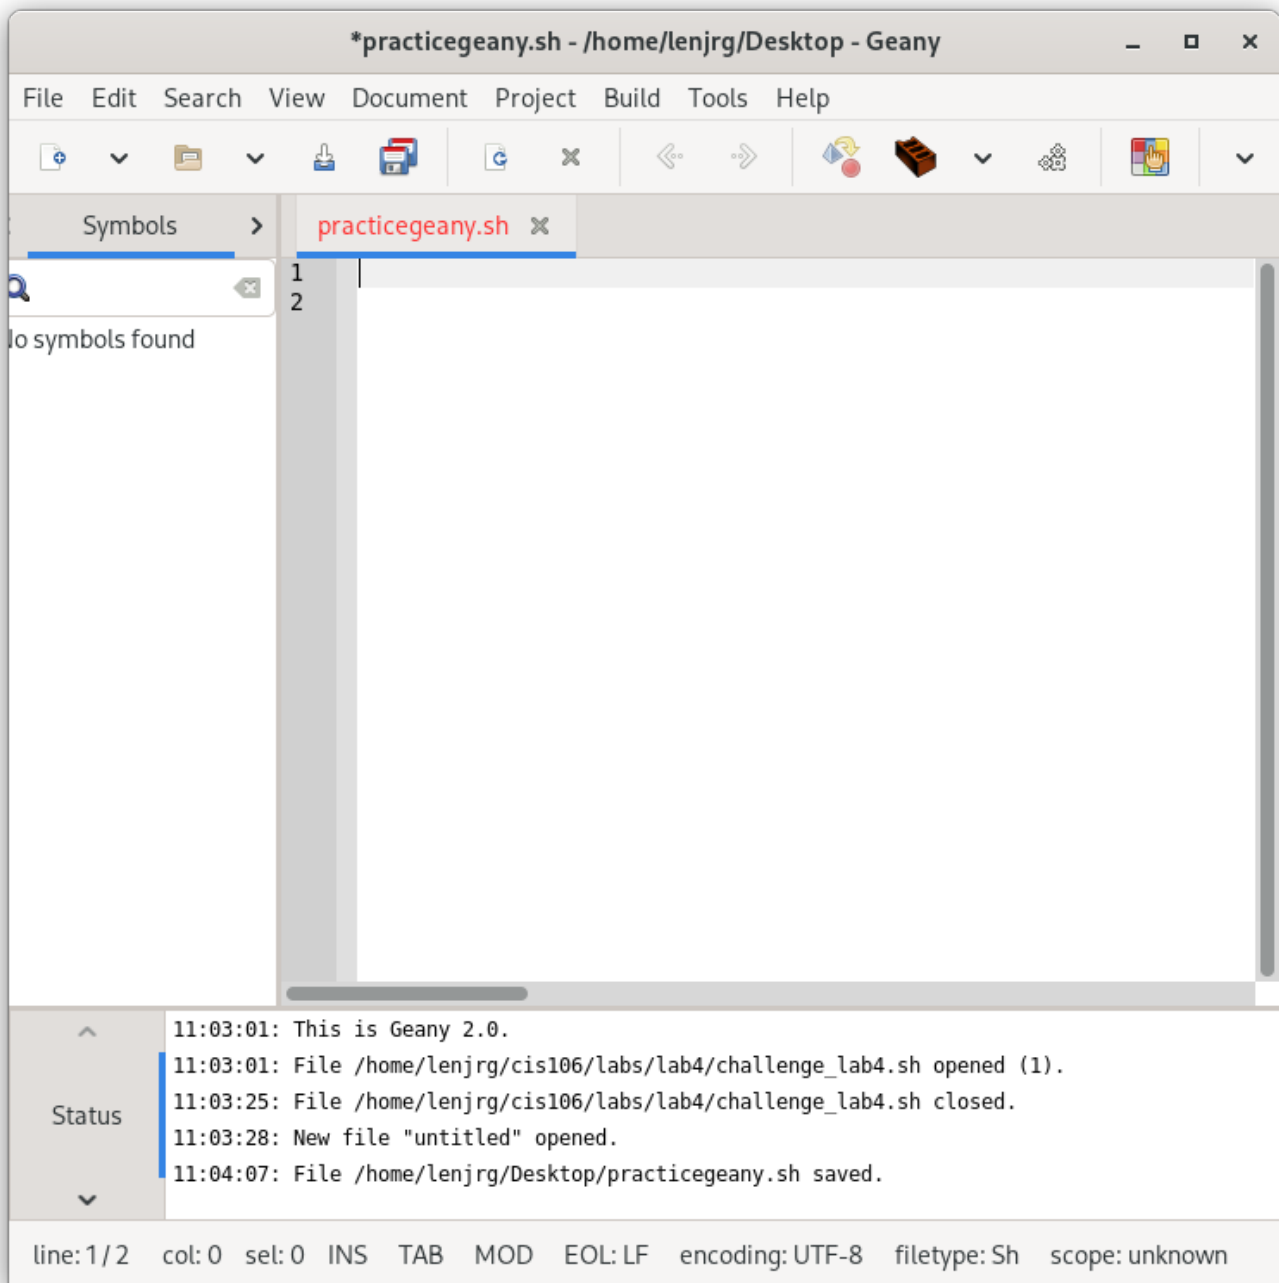 *practicegeany.sh - /home/lenjrg/Desktop - Geany
File Edit Search View Document Project Build Tools Help
Symbols practicegeany.sh
1
2
No symbols found
11:03:01: This is Geany 2.0.
11:03:01: File /home/lenjrg/cis106/labs/lab4/challenge_lab4.sh opened (1).
11:03:25: File /home/lenjrg/cis106/labs/lab4/challenge_lab4.sh closed.
Status
11:03:28: New file "untitled" opened.
11:04:07: File /home/lenjrg/Desktop/practicegeany.sh saved.
line: 1 / 2 col: 0 sel: 0 INS TAB MOD EOL: LF encoding: UTF-8 filetype: Sh scope: unknown